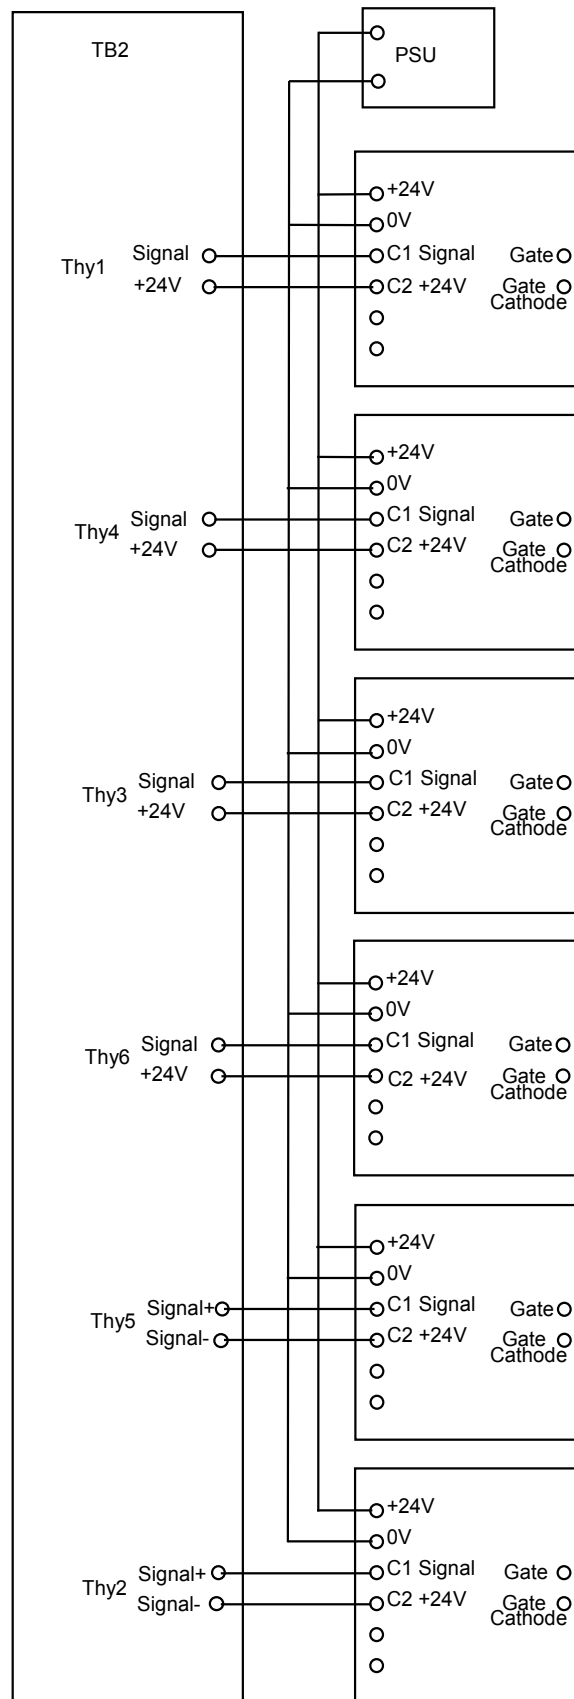 TB2
PSU
Thy1
Signal
+24V
+24V
0V
C1 Signal
C2 +24V
Gate
Gate
Cathode
Thy4
Signal
+24V
+24V
0V
C1 Signal
C2 +24V
Gate
Gate
Cathode
Thy3
Signal
+24V
+24V
0V
C1 Signal
C2 +24V
Gate
Gate
Cathode
Thy6
Signal
+24V
+24V
0V
C1 Signal
C2 +24V
Gate
Gate
Cathode
Thy5
Signal+
Signal-
+24V
0V
C1 Signal
C2 +24V
Gate
Gate
Cathode
Thy2
Signal+
Signal-
+24V
0V
C1 Signal
C2 +24V
Gate
Gate
Cathode